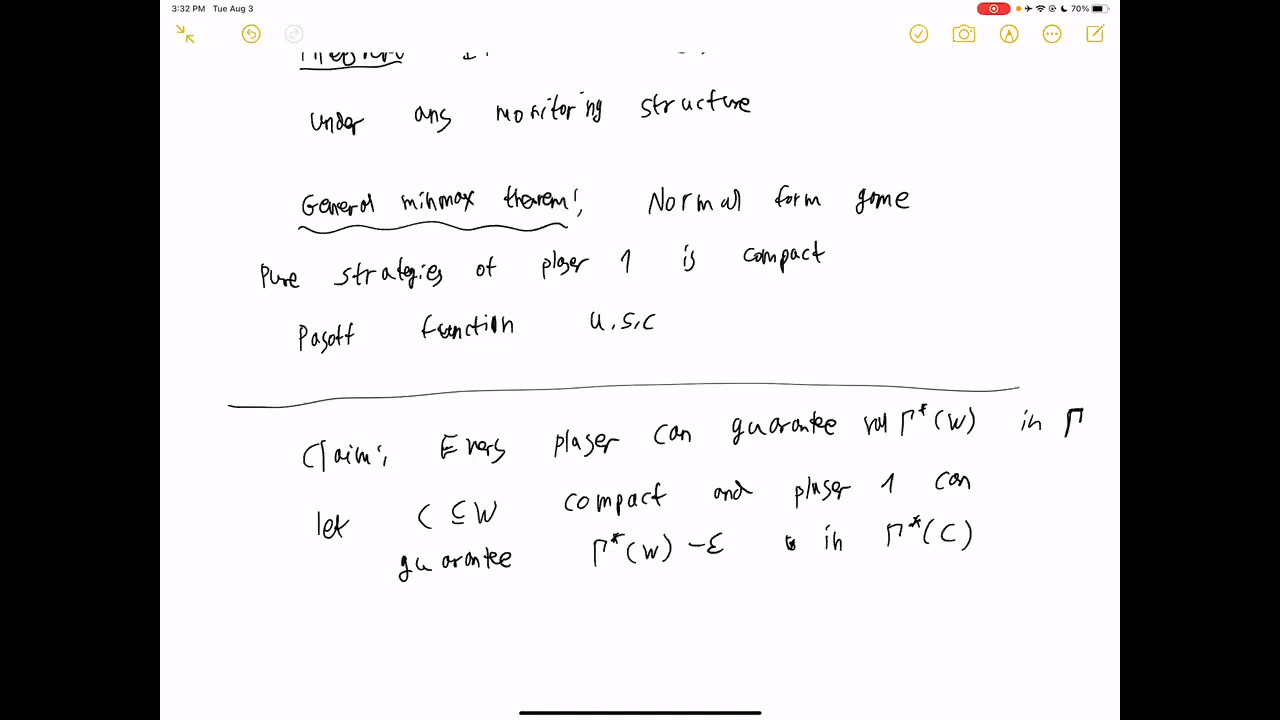 3:32 PM Tue Aug 3
70%
under any monitoring structure
General minmax theorem: Normal form game
Pure strategies of player 1 is compact
Payoff function u.s.c
Claim: Every player can guarantee val Γ*(W) in Γ
let C ⊆ W compact and player 1 can
guarantee Γ*(W) - ε in Γ*(C)